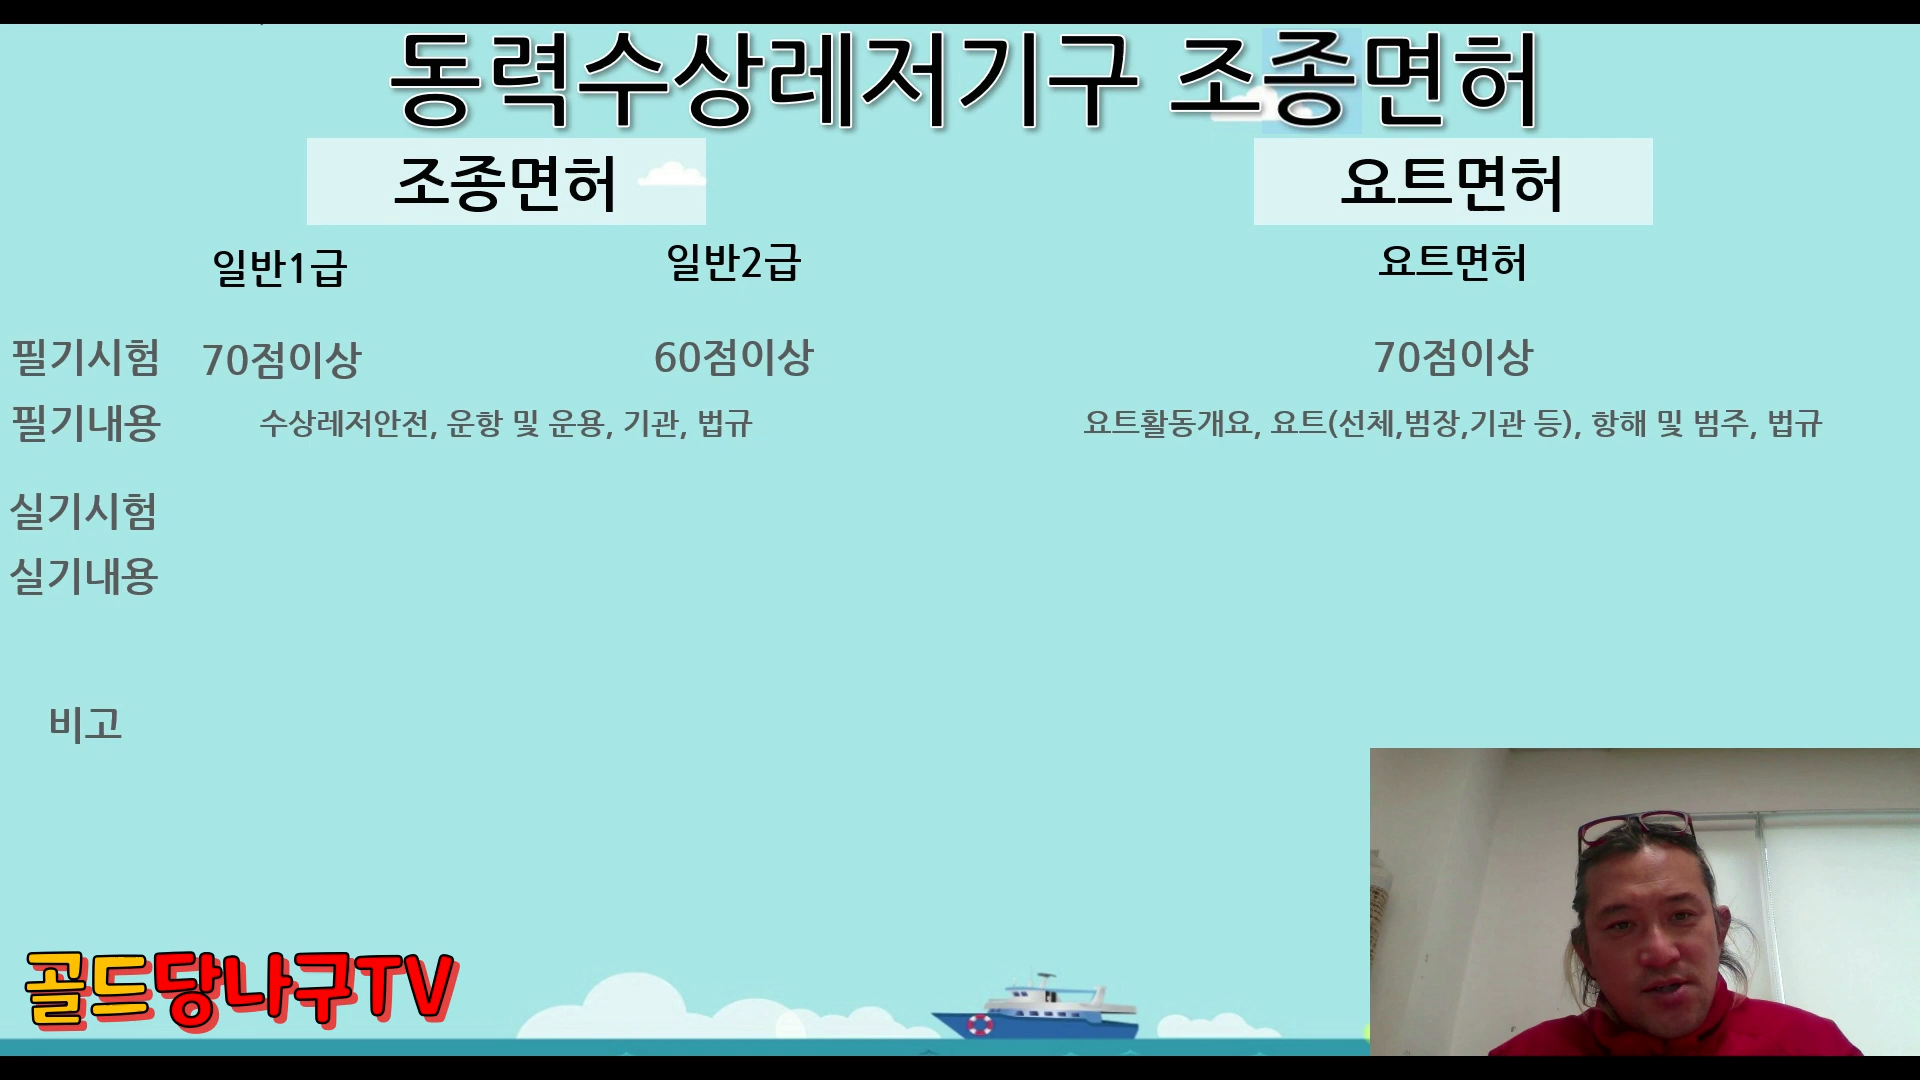 동력수상레저기구 조종면허
조종면허 요트면허
일반1급 일반2급 요트면허
필기시험 70점이상 60점이상 70점이상
필기내용 수상레저안전, 운항 및 운용, 기관, 법규 요트활동개요, 요트(선체,범장,기관 등), 항해 및 범주, 법규
실기시험
실기내용
비고
골드당나구TV